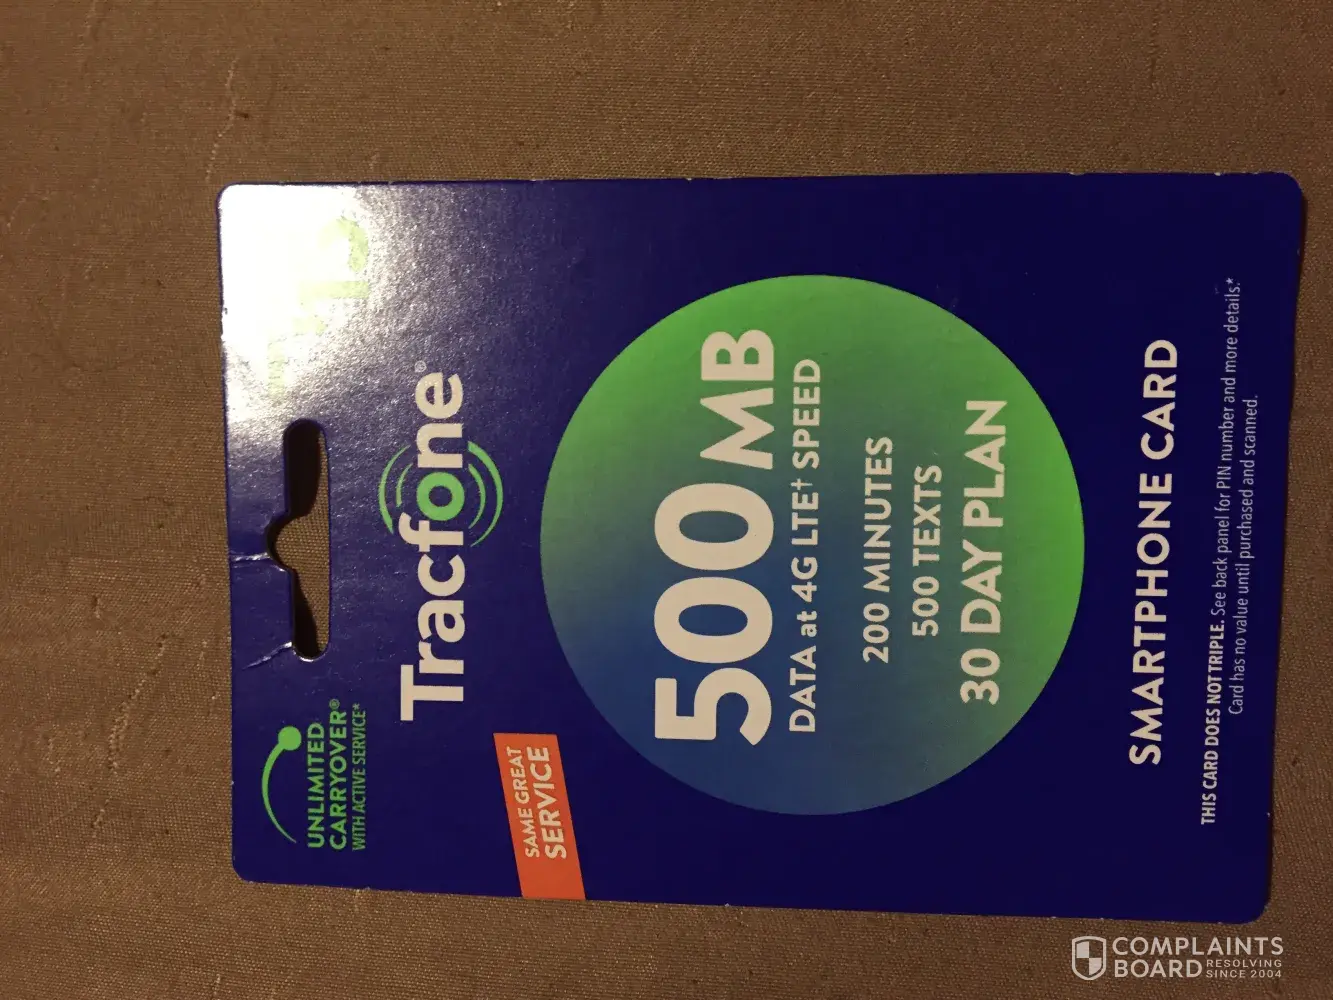 UNLIMITED
CARRYOVER®
WITH ACTIVE SERVICE*
Tracfone
SAME GREAT
SERVICE
500 MB
DATA at 4G LTE† SPEED
200 MINUTES
500 TEXTS
30 DAY PLAN
SMARTPHONE CARD
THIS CARD DOES NOT TRIPLE. See back panel for PIN number and more details.*
Card has no value until purchased and scanned.
COMPLAINTS
BOARD RESOLVING
SINCE 2004